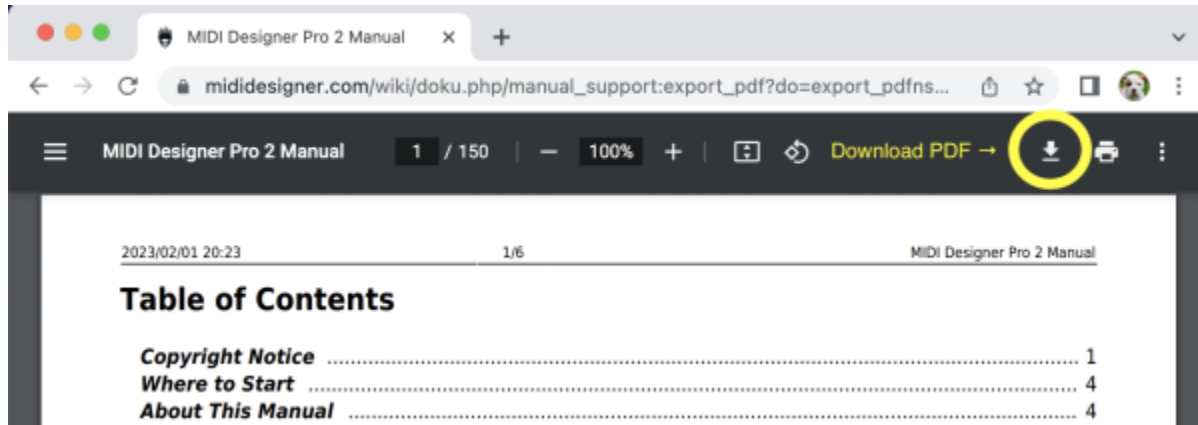 MIDI Designer Pro 2 Manual
mididesigner.com/wiki/doku.php/manual_support:export_pdf?do=export_pdfns...
MIDI Designer Pro 2 Manual 1 / 150 100% Download PDF →
2023/02/01 20:23 1/6 MIDI Designer Pro 2 Manual
Table of Contents
Copyright Notice 1
Where to Start 4
About This Manual 4